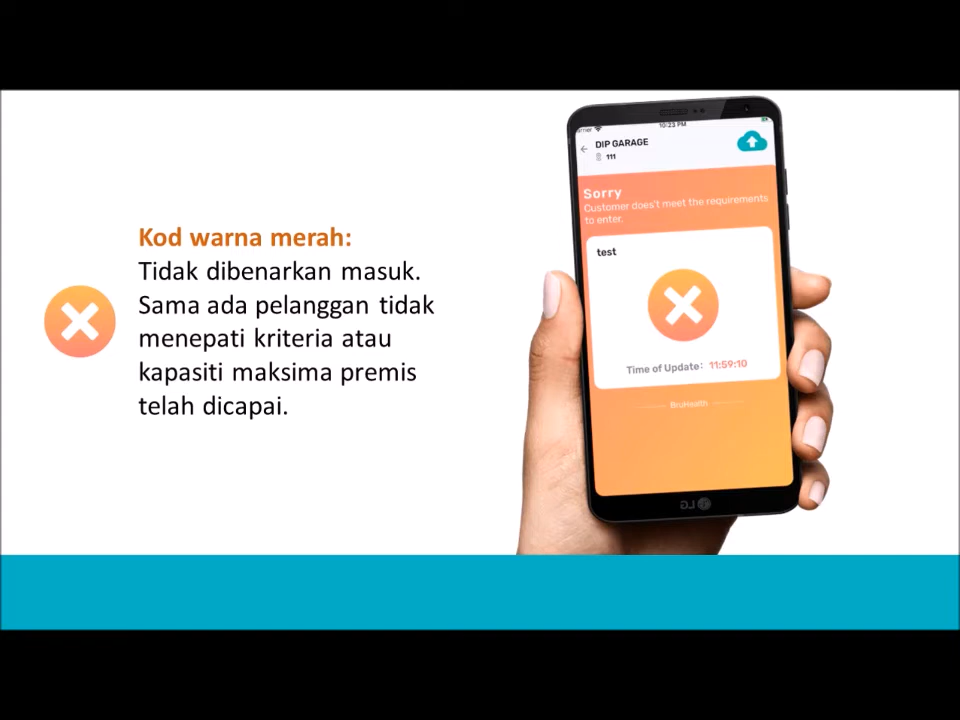 Kod warna merah:
Tidak dibenarkan masuk.
Sama ada pelanggan tidak
menepati kriteria atau
kapasiti maksima premis
telah dicapai.
10:23 PM
DIP GARAGE
111
Sorry
Customer does't meet the requirements
to enter.
test
Time of Update: 11:59:10
BruHealth
LG